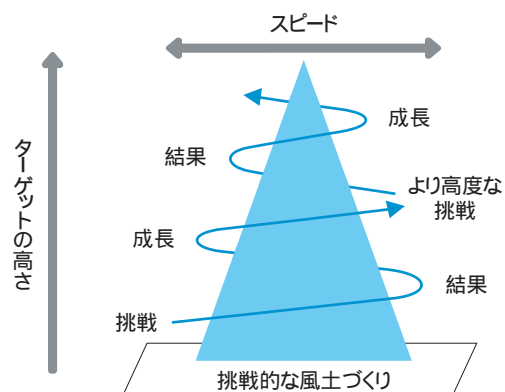 スピード
ターゲットの高さ
成長
結果
より高度な
挑戦
成長
結果
挑戦
挑戦的な風土づくり